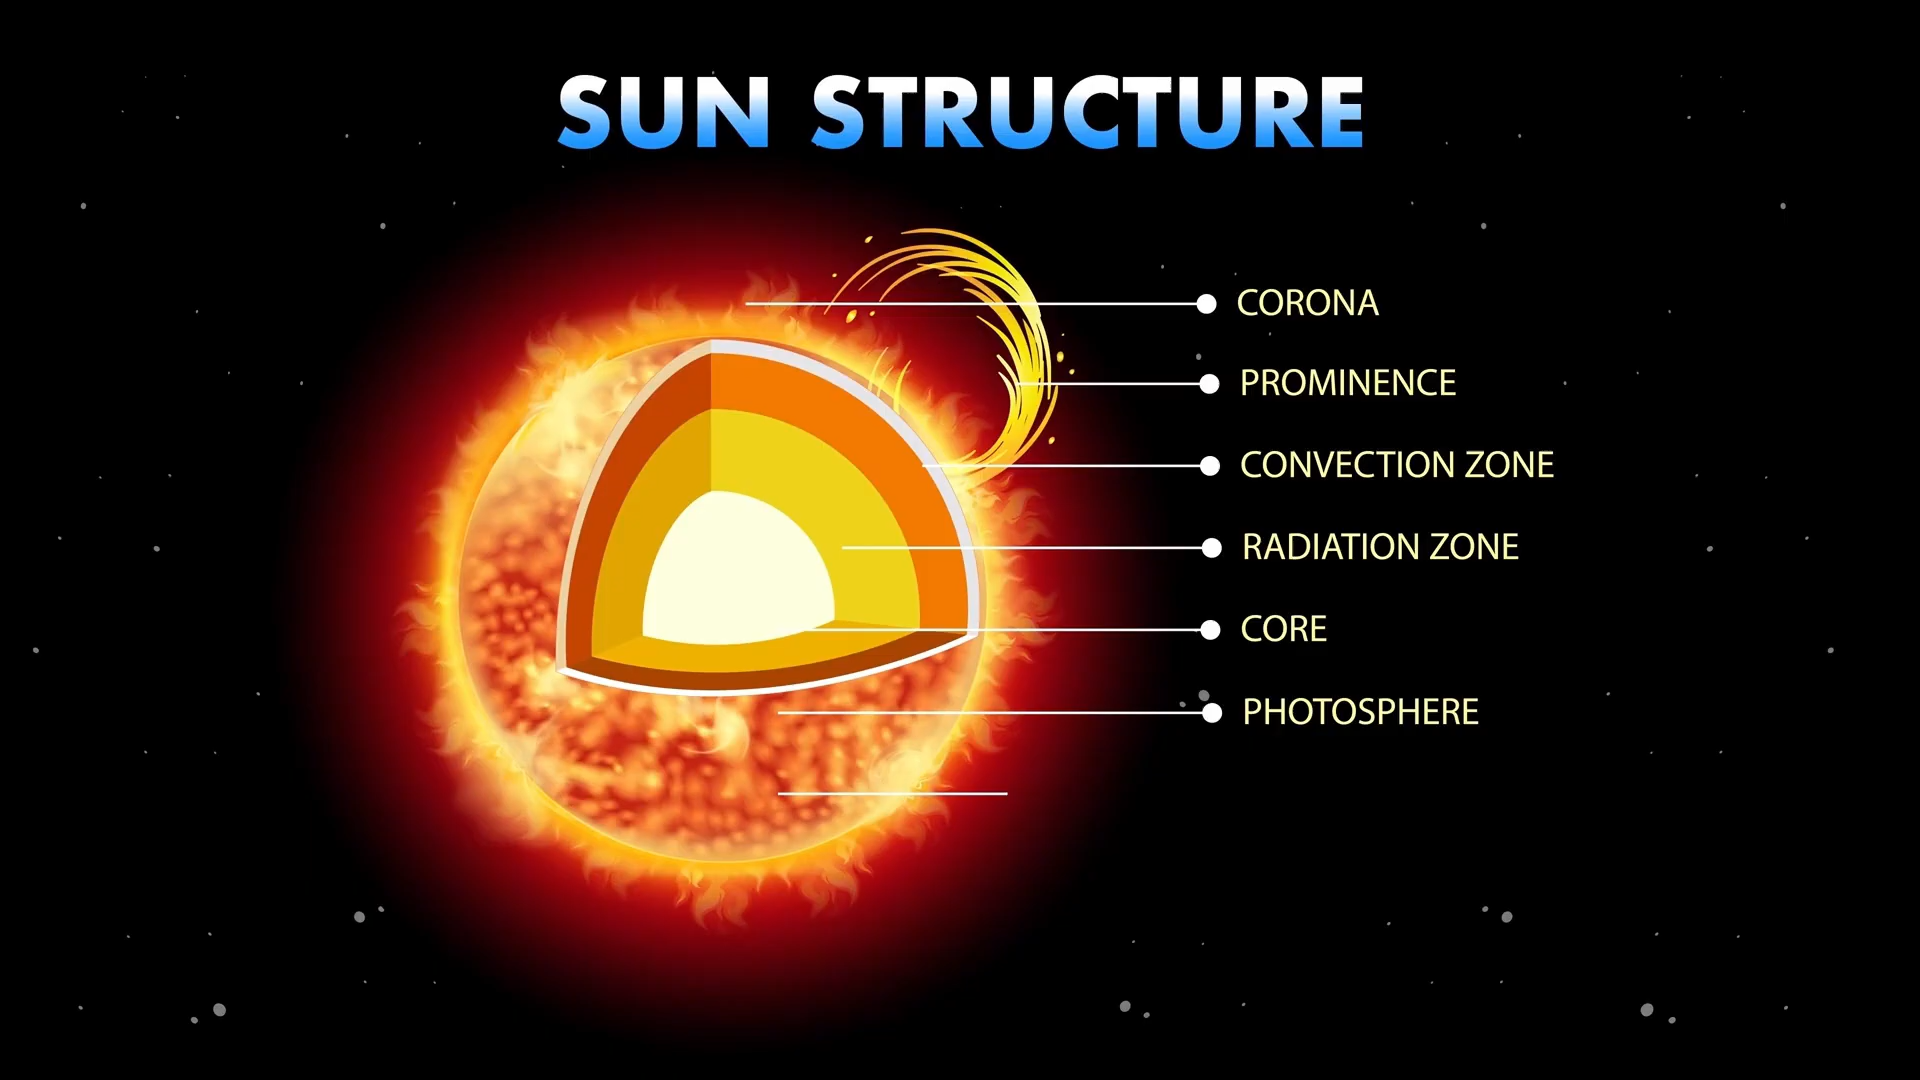 SUN STRUCTURE
CORONA
PROMINENCE
CONVECTION ZONE
RADIATION ZONE
CORE
PHOTOSPHERE